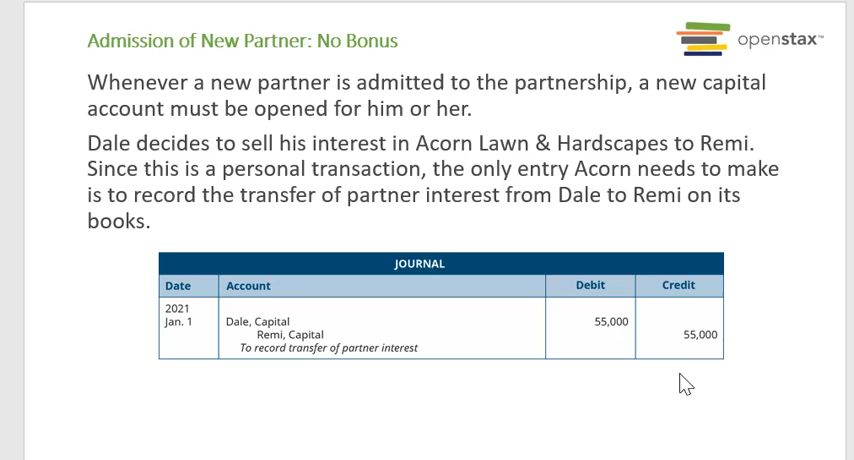 Admission of New Partner: No Bonus
openstax™
Whenever a new partner is admitted to the partnership, a new capital
account must be opened for him or her.
Dale decides to sell his interest in Acorn Lawn & Hardscapes to Remi.
Since this is a personal transaction, the only entry Acorn needs to make
is to record the transfer of partner interest from Dale to Remi on its
books.
JOURNAL
Date Account Debit Credit
2021
Jan. 1 Dale, Capital 55,000
Remi, Capital 55,000
To record transfer of partner interest